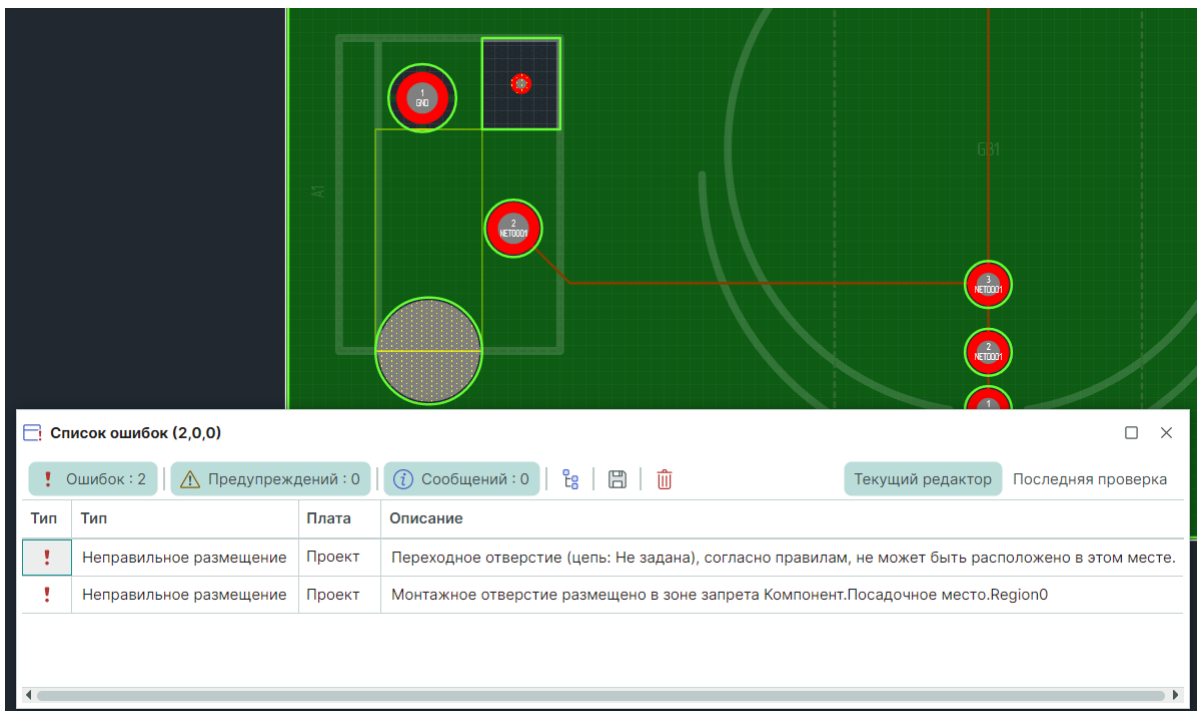 1
GND
GB1
A1
2
NET0001
3
NET0001
2
NET0001
1
Список ошибок (2,0,0)
Ошибок : 2 Предупреждений : 0 Сообщений : 0 Текущий редактор Последняя проверка
Тип Тип Плата Описание
Неправильное размещение Проект Переходное отверстие (цепь: Не задана), согласно правилам, не может быть расположено в этом месте.
Неправильное размещение Проект Монтажное отверстие размещено в зоне запрета Компонент.Посадочное место.Region0